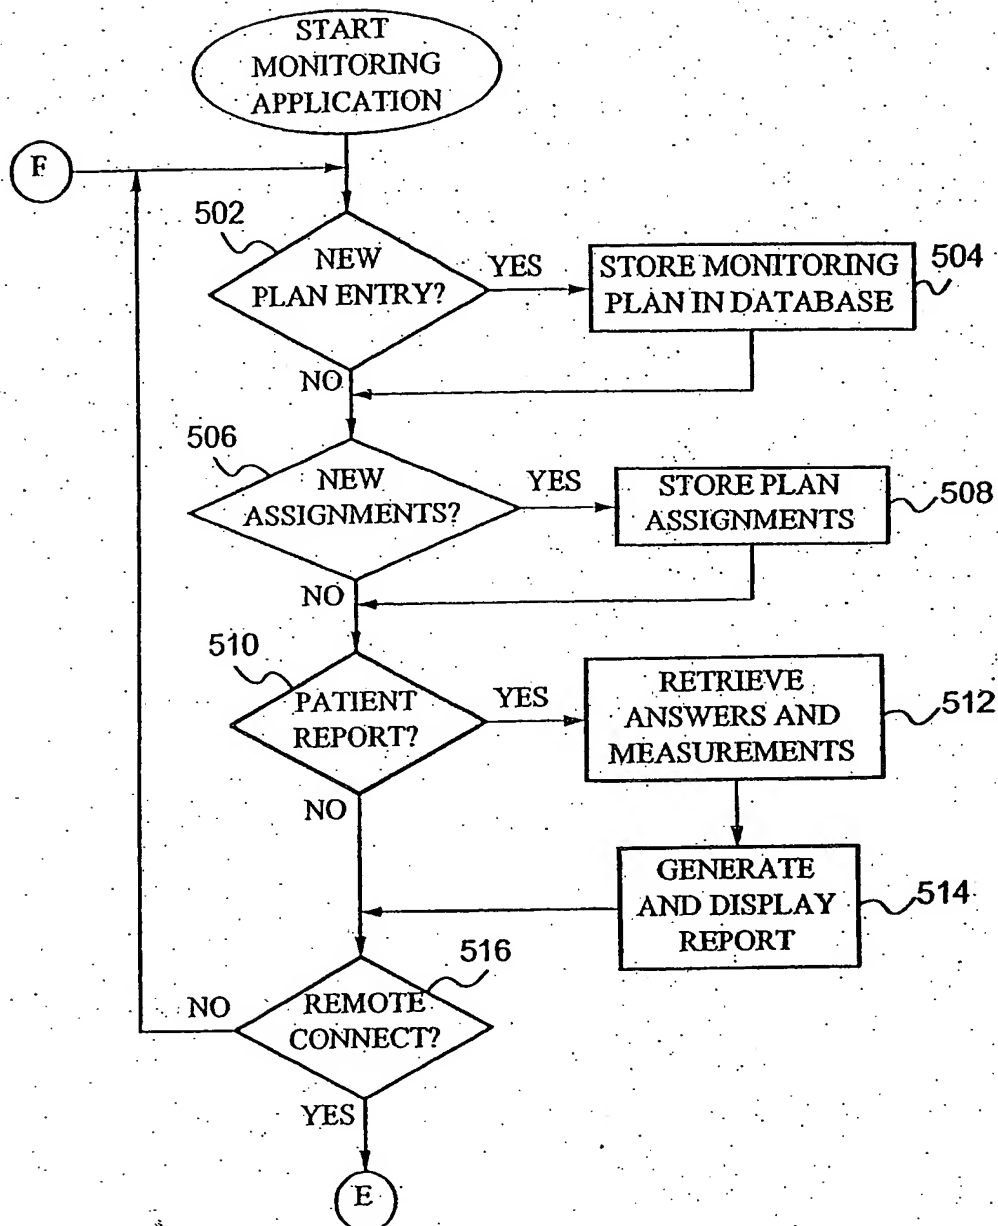 START
MONITORING
APPLICATION
F
502
NEW
PLAN ENTRY?
YES
STORE MONITORING
PLAN IN DATABASE
504
NO
506
NEW
ASSIGNMENTS?
YES
STORE PLAN
ASSIGNMENTS
508
NO
510
PATIENT
REPORT?
YES
RETRIEVE
ANSWERS AND
MEASUREMENTS
512
NO
GENERATE
AND DISPLAY
REPORT
514
516
REMOTE
CONNECT?
NO
YES
E